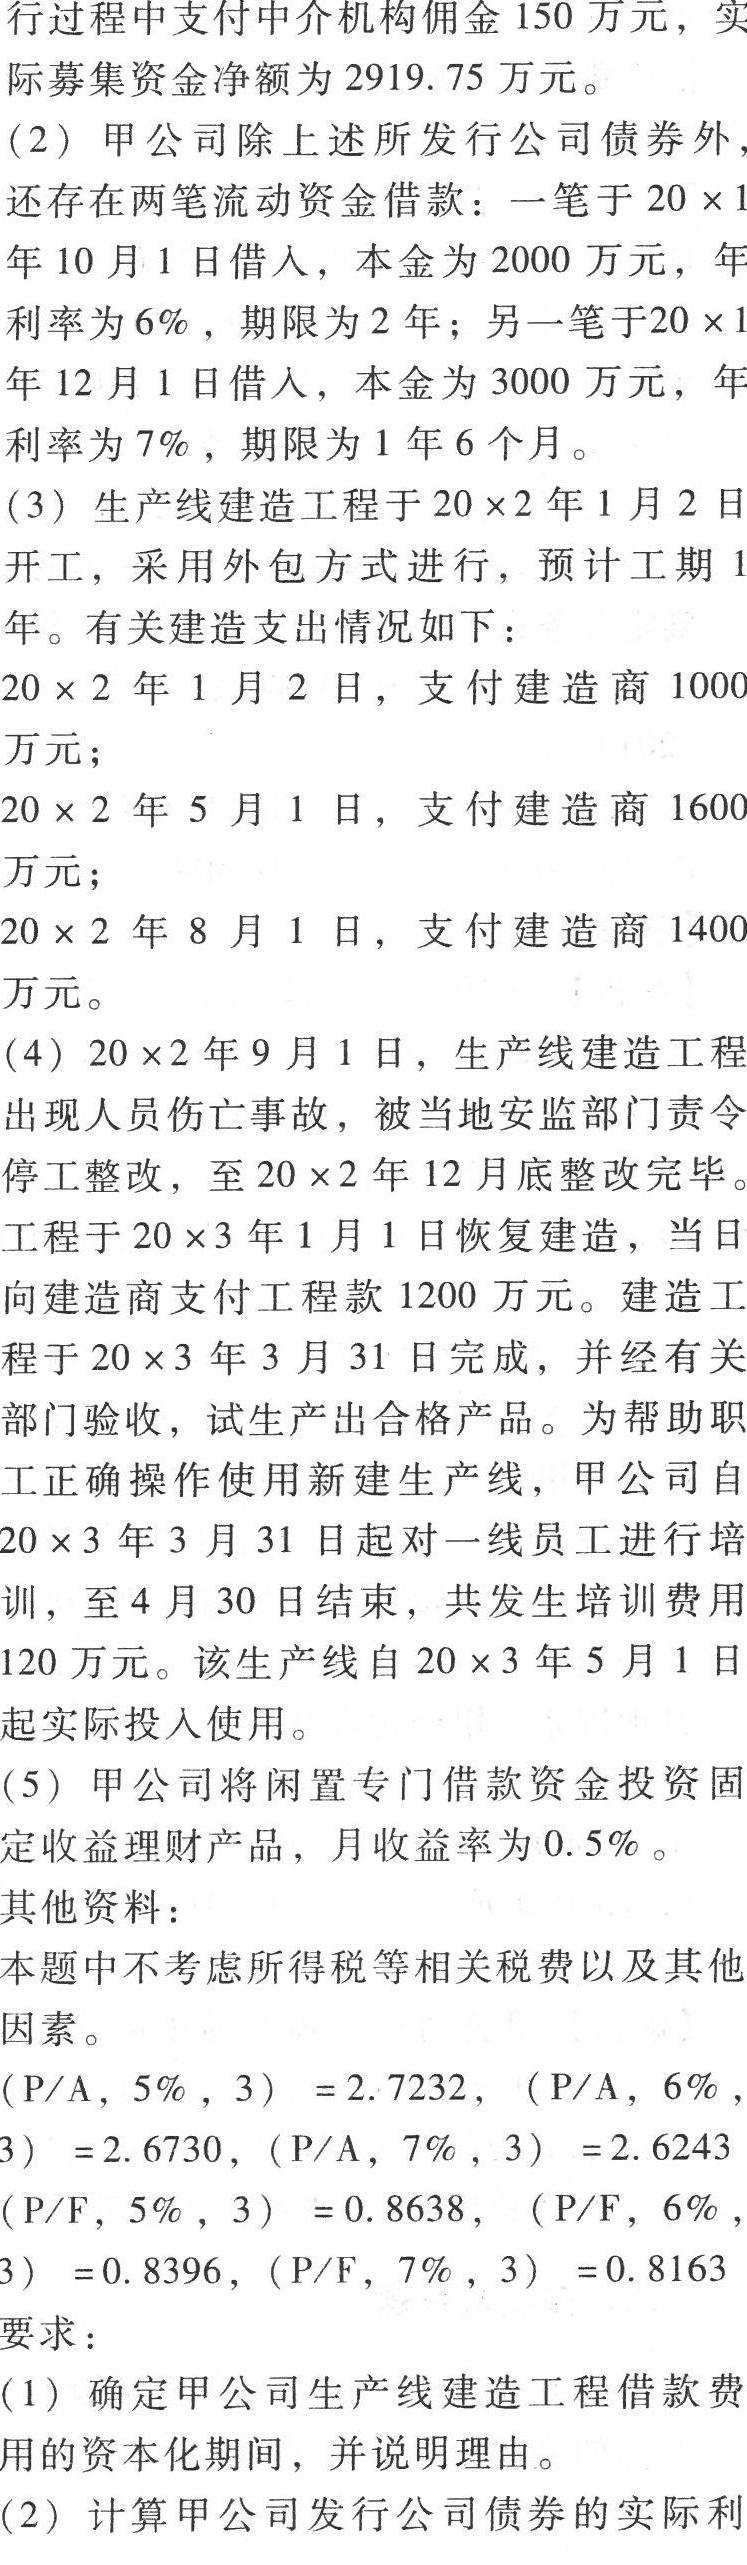 行过程中支付中介机构佣金 150 万元，实
际募集资金净额为 2919.75 万元。
(2) 甲公司除上述所发行公司债券外，
还存在两笔流动资金借款：一笔于 20 ×1
年 10 月 1 日借入，本金为 2000 万元，年
利率为 6%，期限为 2 年；另一笔于20 ×1
年 12 月 1 日借入，本金为 3000 万元，年
利率为 7%，期限为 1 年 6 个月。
(3) 生产线建造工程于 20 ×2 年 1 月 2 日
开工，采用外包方式进行，预计工期 1
年。有关建造支出情况如下：
20 × 2 年 1 月 2 日，支付建造商 1000
万元；
20 × 2 年 5 月 1 日，支付建造商 1600
万元；
20 × 2 年 8 月 1 日，支付建造商 1400
万元。
(4) 20 ×2 年 9 月 1 日，生产线建造工程
出现人员伤亡事故，被当地安监部门责令
停工整改，至 20 ×2 年 12 月底整改完毕。
工程于 20 ×3 年 1 月 1 日恢复建造，当日
向建造商支付工程款 1200 万元。建造工
程于 20 ×3 年 3 月 31 日完成，并经有关
部门验收，试生产出合格产品。为帮助职
工正确操作使用新建生产线，甲公司自
20 ×3 年 3 月 31 日起对一线员工进行培
训，至 4 月 30 日结束，共发生培训费用
120 万元。该生产线自 20 ×3 年 5 月 1 日
起实际投入使用。
(5) 甲公司将闲置专门借款资金投资固
定收益理财产品，月收益率为 0.5%。
其他资料：
本题中不考虑所得税等相关税费以及其他
因素。
(P/A，5%，3) =2.7232，(P/A，6%，
3) =2.6730，(P/A，7%，3) =2.6243
(P/F，5%，3) =0.8638，(P/F，6%，
3) =0.8396，(P/F，7%，3) =0.8163
要求：
(1) 确定甲公司生产线建造工程借款费
用的资本化期间，并说明理由。
(2) 计算甲公司发行公司债券的实际利